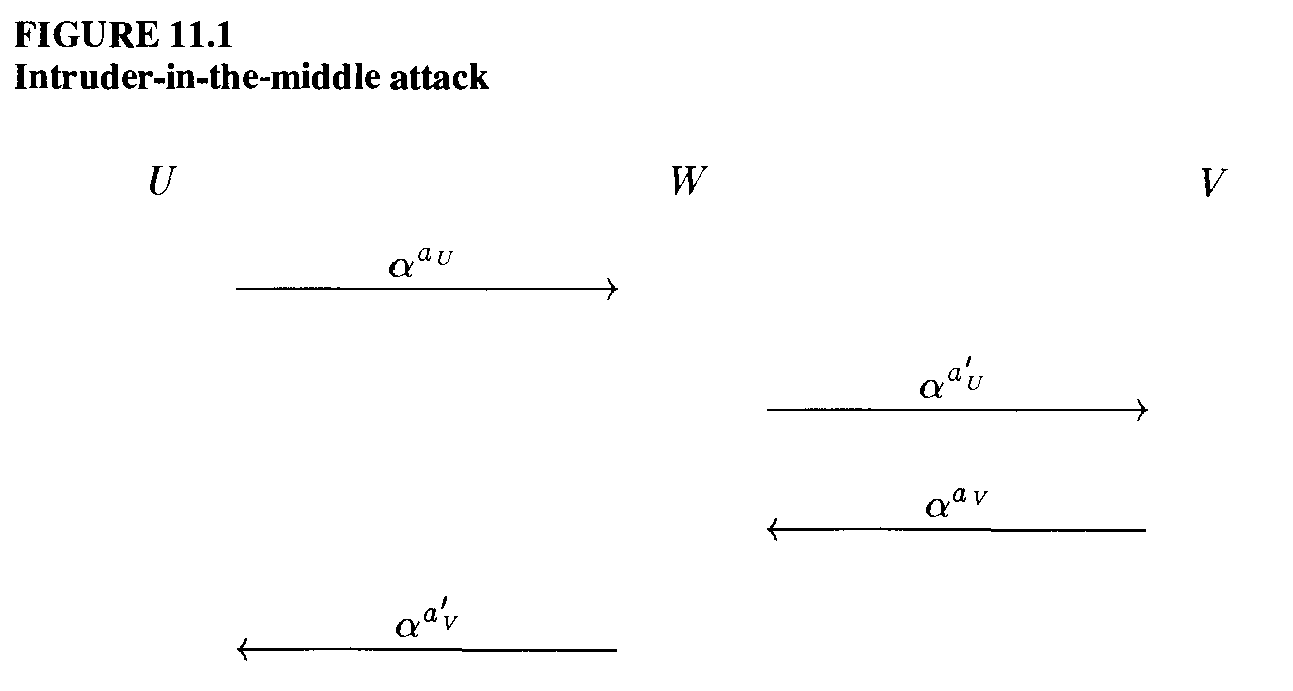 FIGURE 11.1
Intruder-in-the-middle attack
U W V
α^{a_U}
α^{a'_U}
α^{a_V}
α^{a'_V}